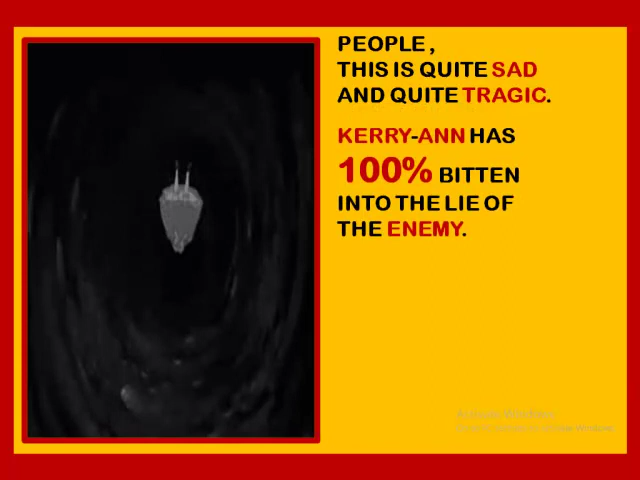 PEOPLE ,
THIS IS QUITE SAD
AND QUITE TRAGIC.
KERRY-ANN HAS
100% BITTEN
INTO THE LIE OF
THE ENEMY.